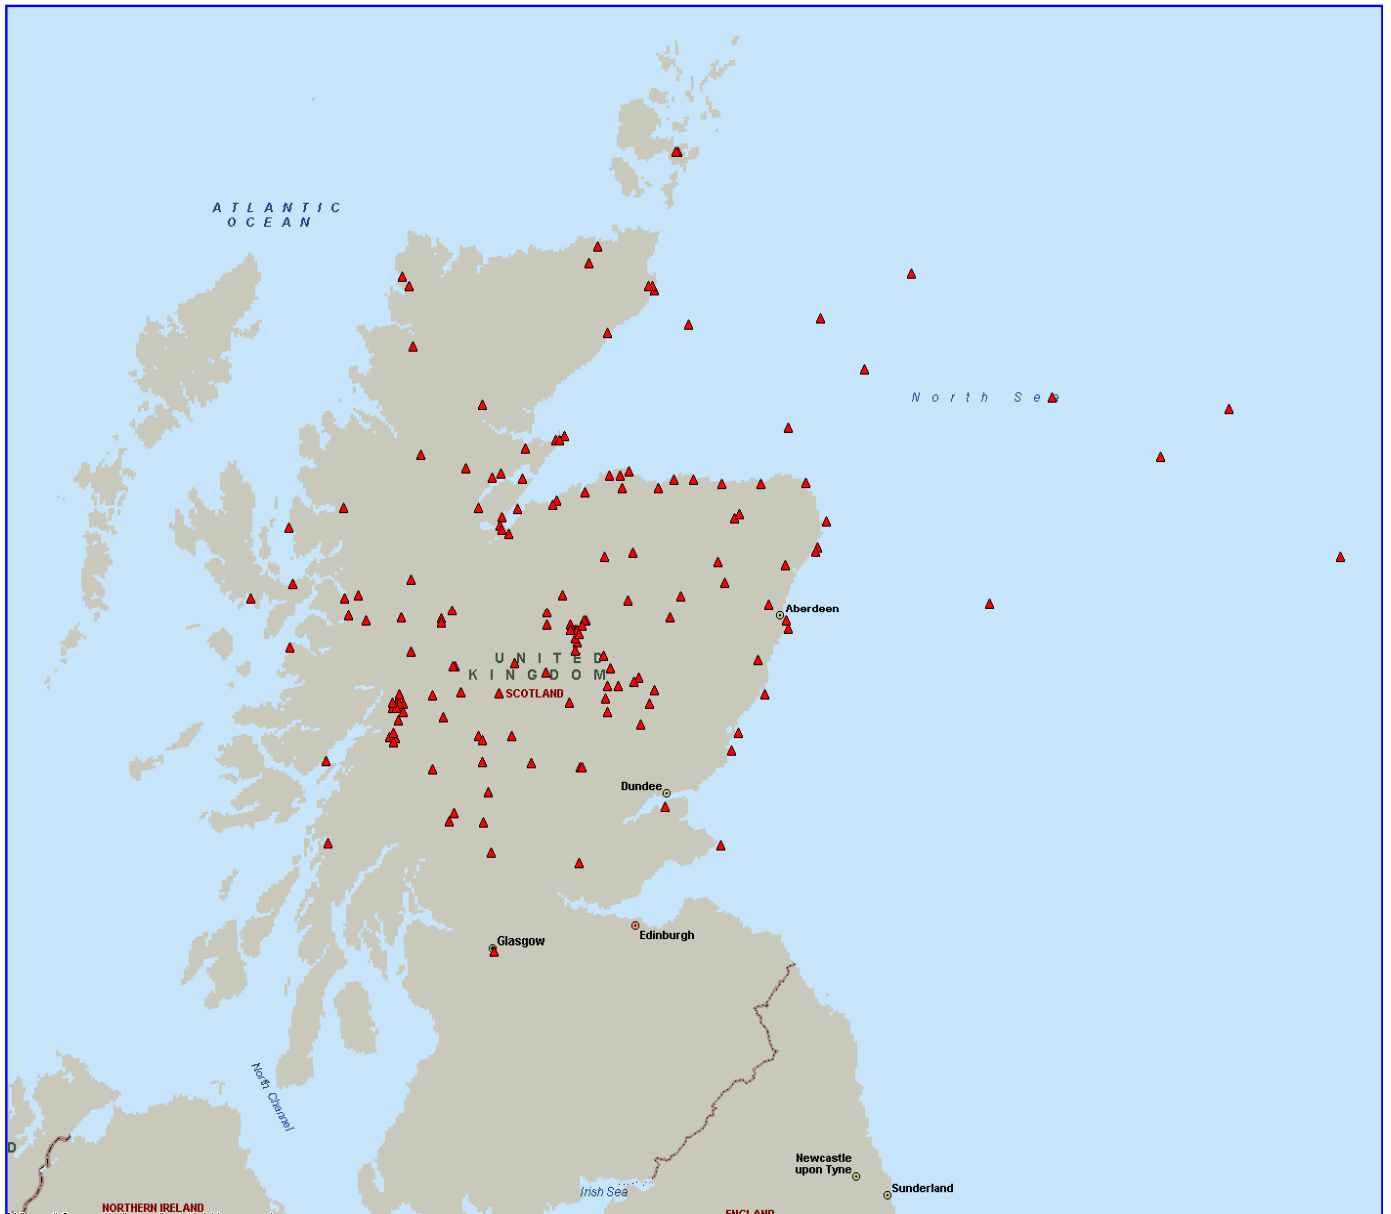 ATLANTIC
OCEAN
North Sea
Aberdeen
UNITED
KINGDOM
SCOTLAND
Dundee
Edinburgh
Glasgow
North Channel
D
Newcastle
upon Tyne
Sunderland
Irish Sea
NORTHERN IRELAND
ENGLAND